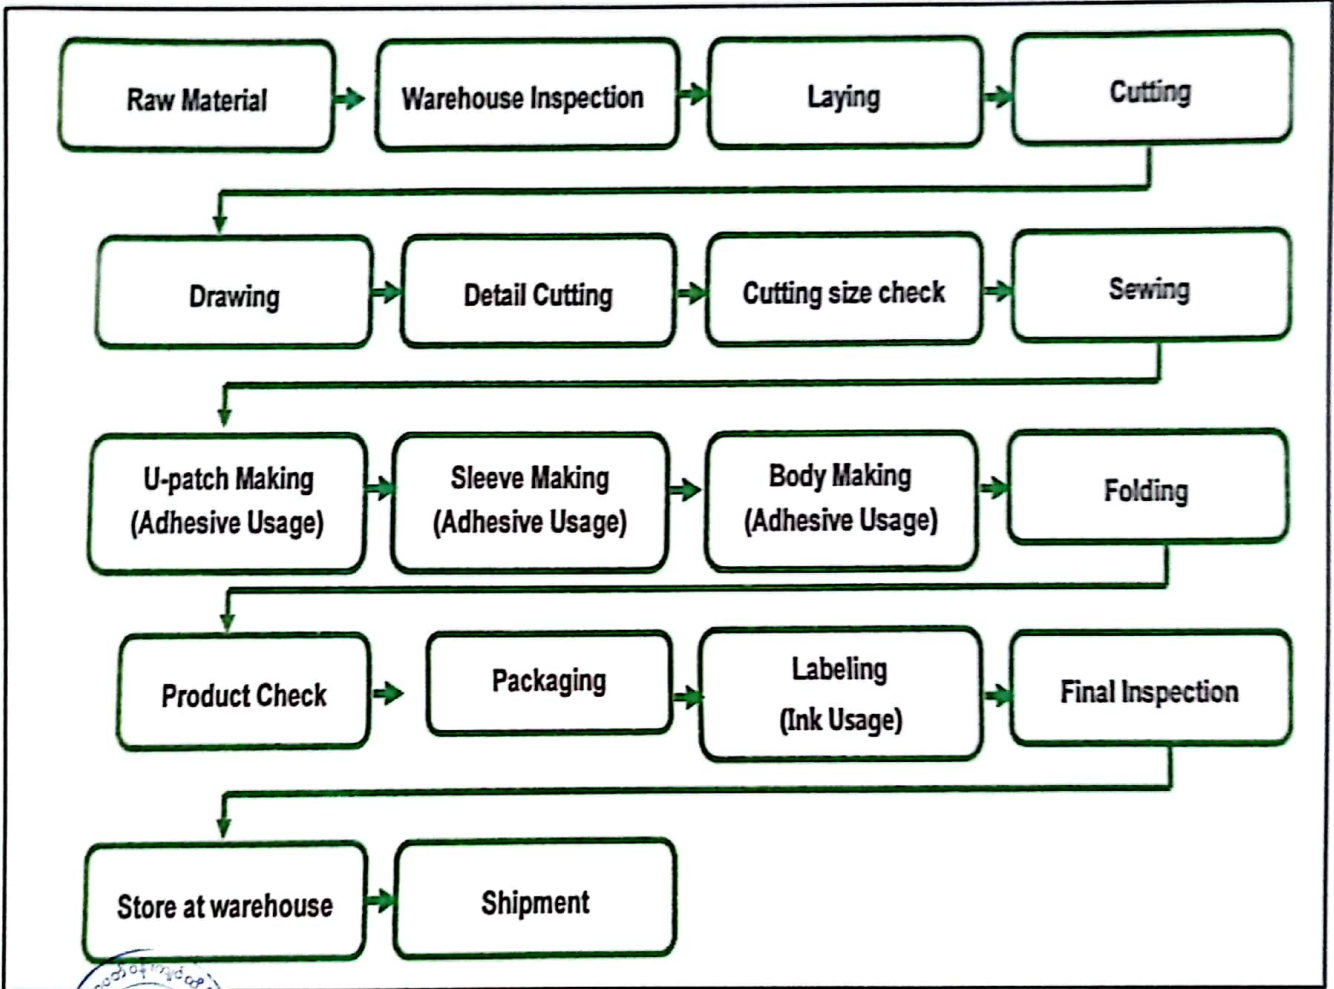 Raw Material
Warehouse Inspection
Laying
Cutting
Drawing
Detail Cutting
Cutting size check
Sewing
U-patch Making
(Adhesive Usage)
Sleeve Making
(Adhesive Usage)
Body Making
(Adhesive Usage)
Folding
Product Check
Packaging
Labeling
(Ink Usage)
Final Inspection
Store at warehouse
Shipment